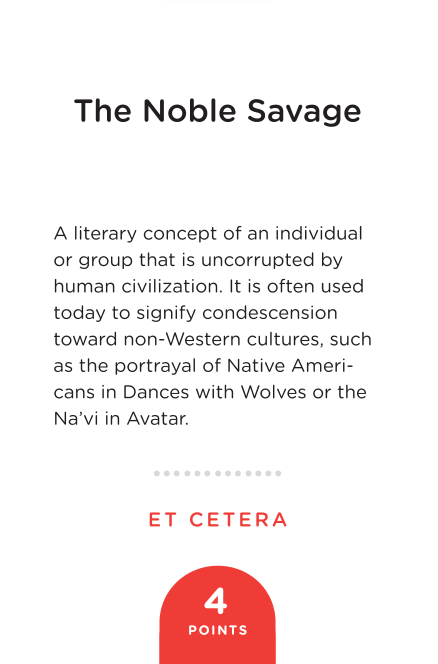 The Noble Savage
A literary concept of an individual
or group that is uncorrupted by
human civilization. It is often used
today to signify condescension
toward non-Western cultures, such
as the portrayal of Native Ameri-
cans in Dances with Wolves or the
Na’vi in Avatar.
ET CETERA
4
POINTS